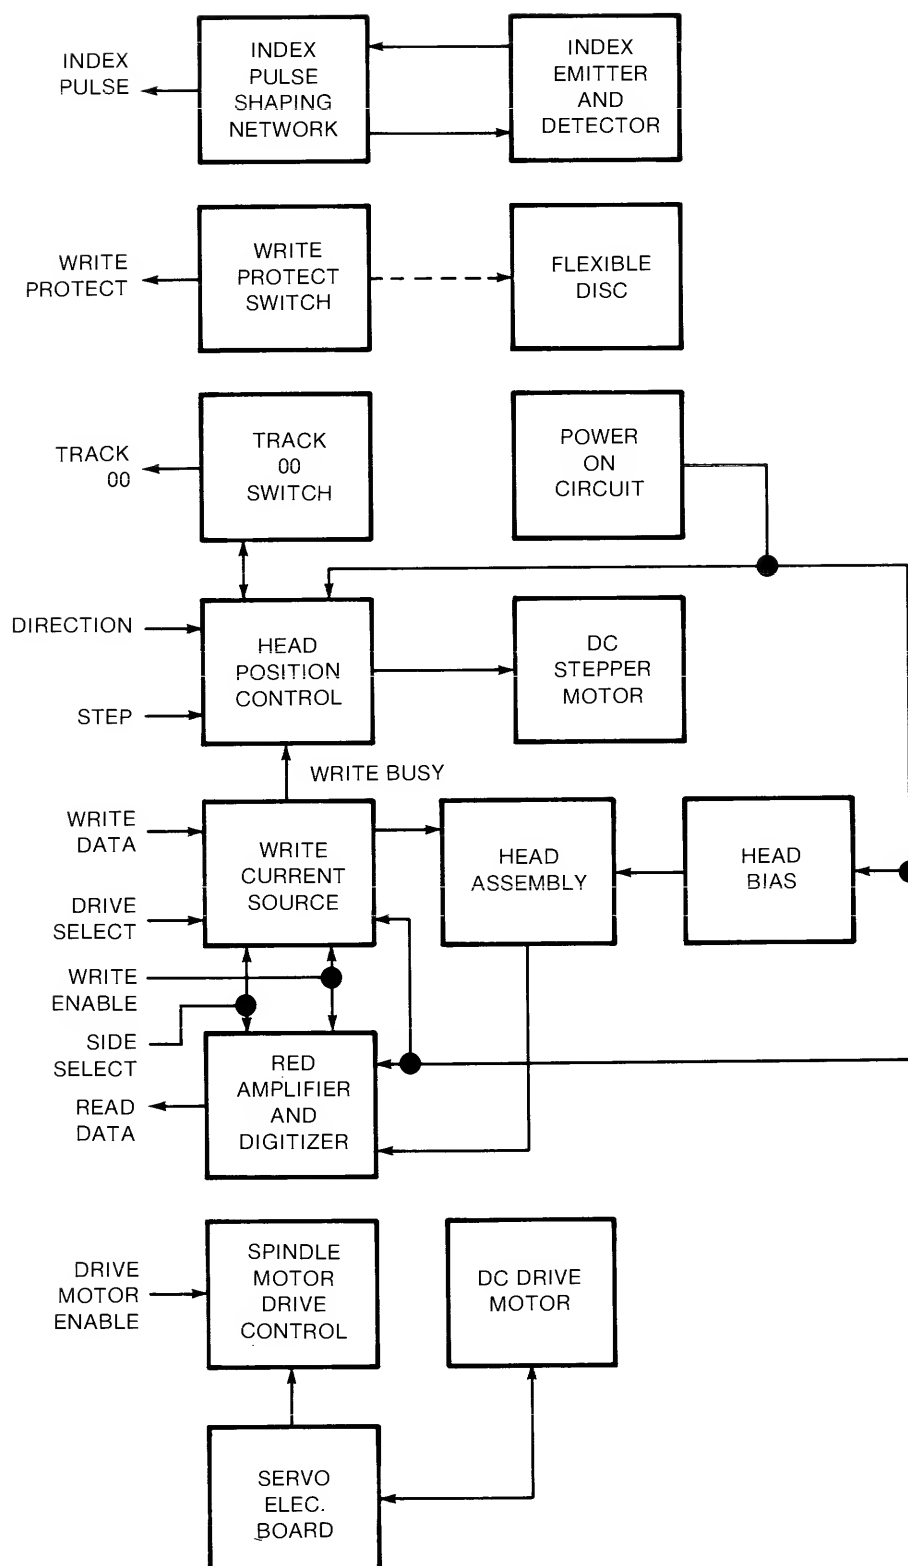 INDEX
PULSE
INDEX
PULSE
SHAPING
NETWORK
INDEX
EMITTER
AND
DETECTOR
WRITE
PROTECT
WRITE
PROTECT
SWITCH
FLEXIBLE
DISC
TRACK
00
TRACK
00
SWITCH
POWER
ON
CIRCUIT
DIRECTION
STEP
HEAD
POSITION
CONTROL
DC
STEPPER
MOTOR
WRITE BUSY
WRITE
DATA
DRIVE
SELECT
WRITE
CURRENT
SOURCE
HEAD
ASSEMBLY
HEAD
BIAS
WRITE
ENABLE
SIDE
SELECT
READ
DATA
RED
AMPLIFIER
AND
DIGITIZER
DRIVE
MOTOR
ENABLE
SPINDLE
MOTOR
DRIVE
CONTROL
DC DRIVE
MOTOR
SERVO
ELEC.
BOARD